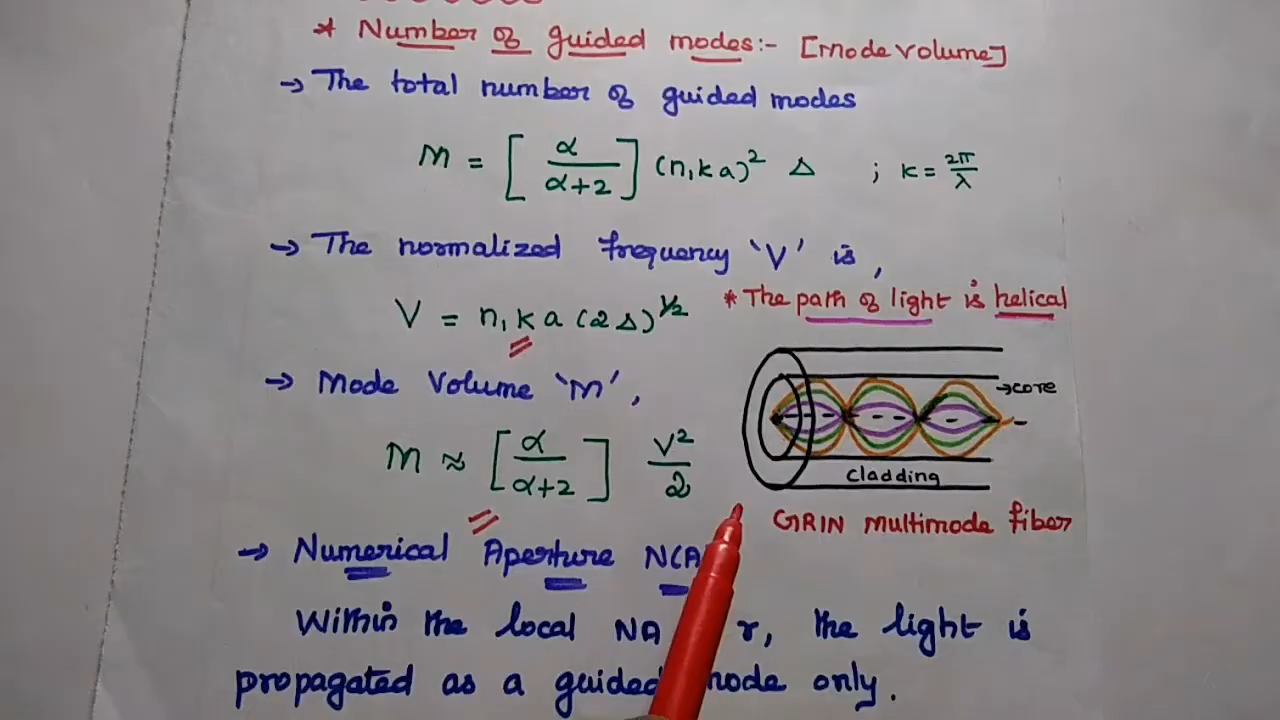 * Number of guided modes:- [Mode volume]
→ The total number of guided modes
M = [α/α+2] (n₁ka)² Δ ; k = 2π/λ
→ The normalized frequency 'V' is,
V = n₁ka(2Δ)^1/2
* The path of light is helical
→ Mode Volume 'M',
M ≈ [α/α+2] V²/2
→ core
cladding
GRIN multimode fiber
→ Numerical Aperture N(A
Within the local NA r, the light is
propagated as a guided mode only.